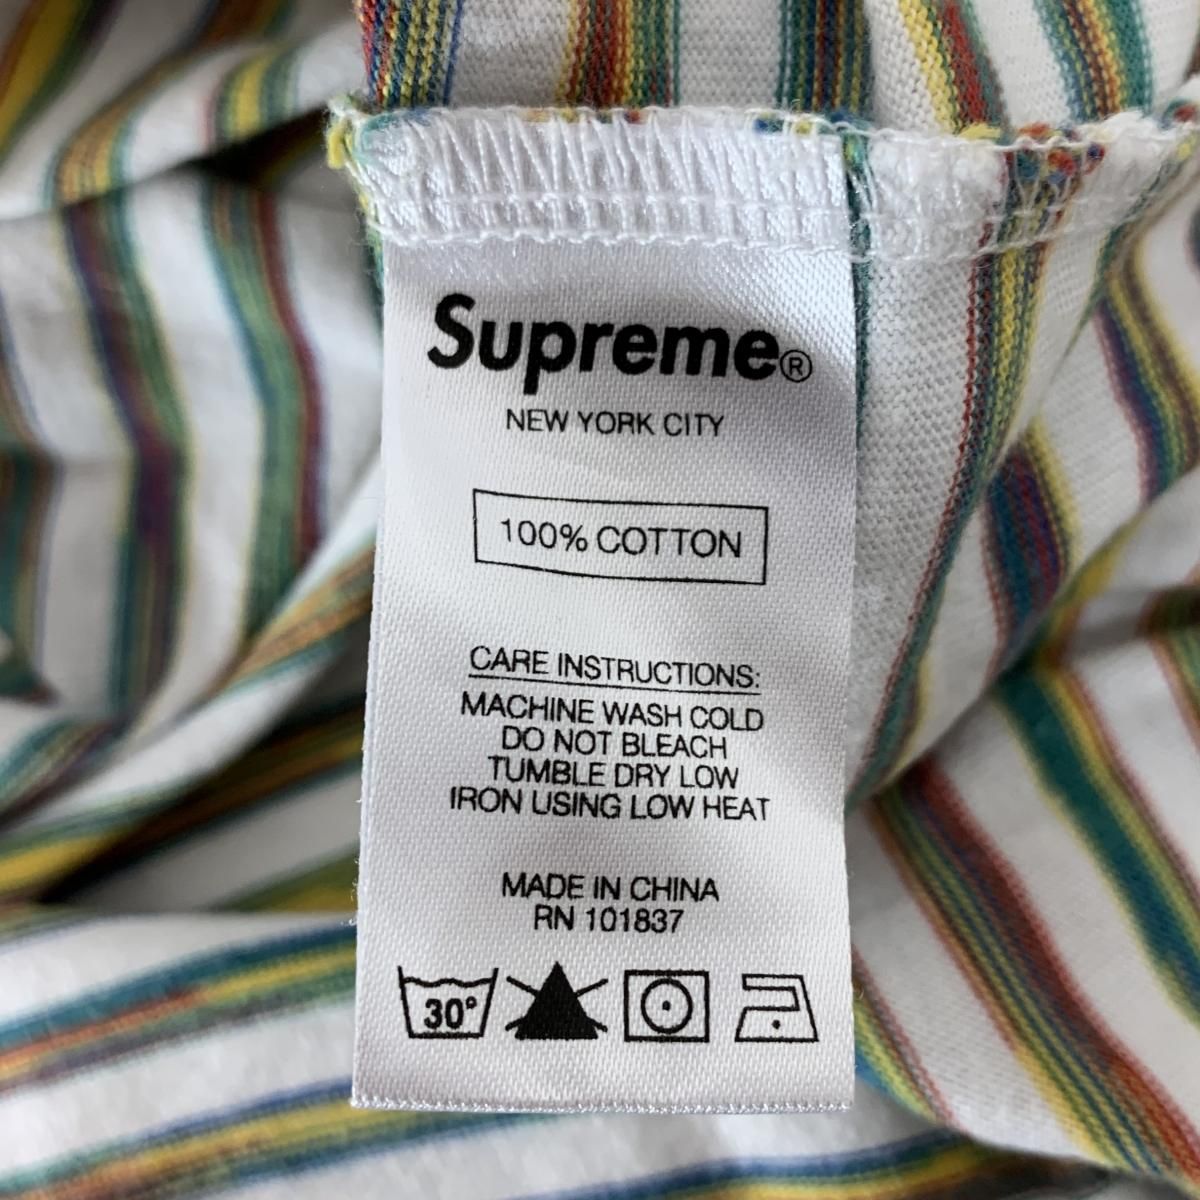 Supreme®
NEW YORK CITY
100% COTTON
CARE INSTRUCTIONS:
MACHINE WASH COLD
DO NOT BLEACH
TUMBLE DRY LOW
IRON USING LOW HEAT
MADE IN CHINA
RN 101837
30°